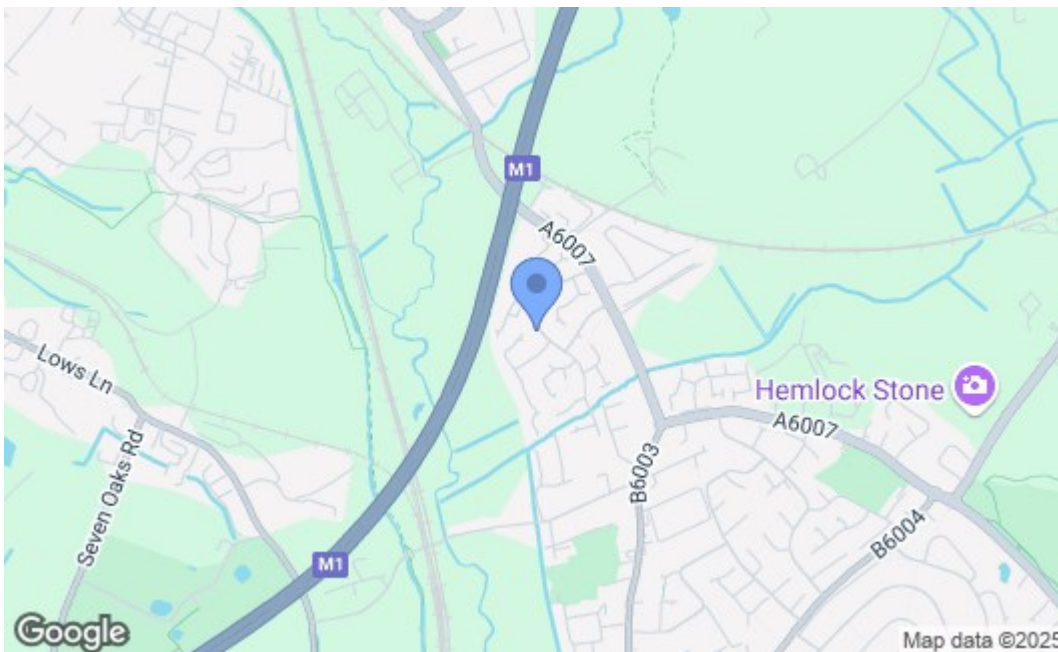 M1
A6007
Lows Ln
Hemlock Stone
A6007
Seven Oaks Rd
B6003
B6004
M1
Google
Map data ©2025